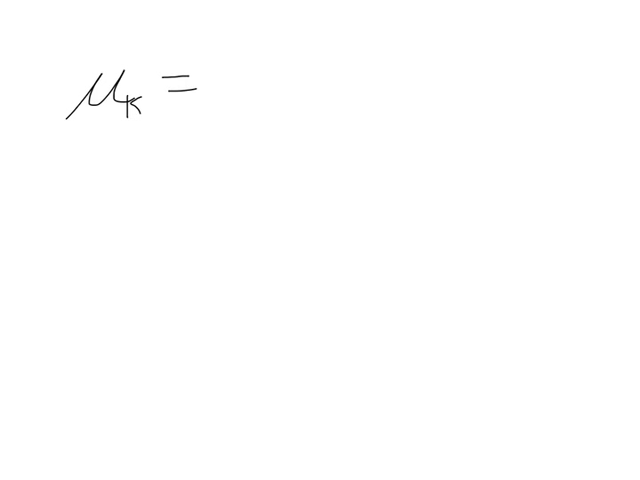 μₖ =